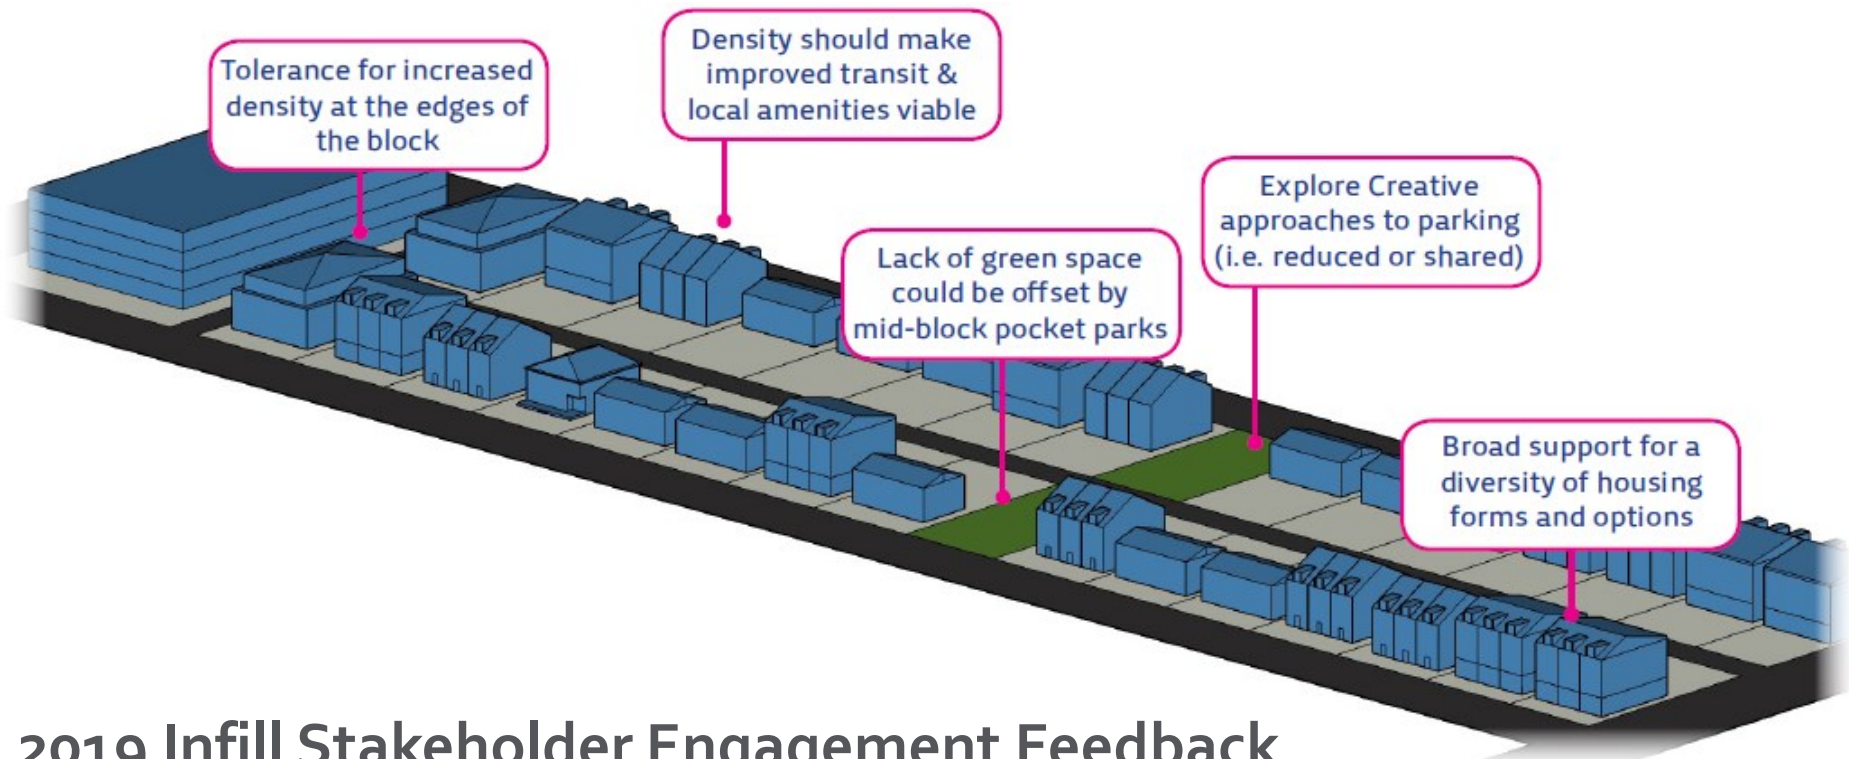 Tolerance for increased
density at the edges of
the block
Density should make
improved transit &
local amenities viable
Explore Creative
approaches to parking
(i.e. reduced or shared)
Lack of green space
could be offset by
mid-block pocket parks
Broad support for a
diversity of housing
forms and options
2019 Infill Stakeholder Engagement Feedback